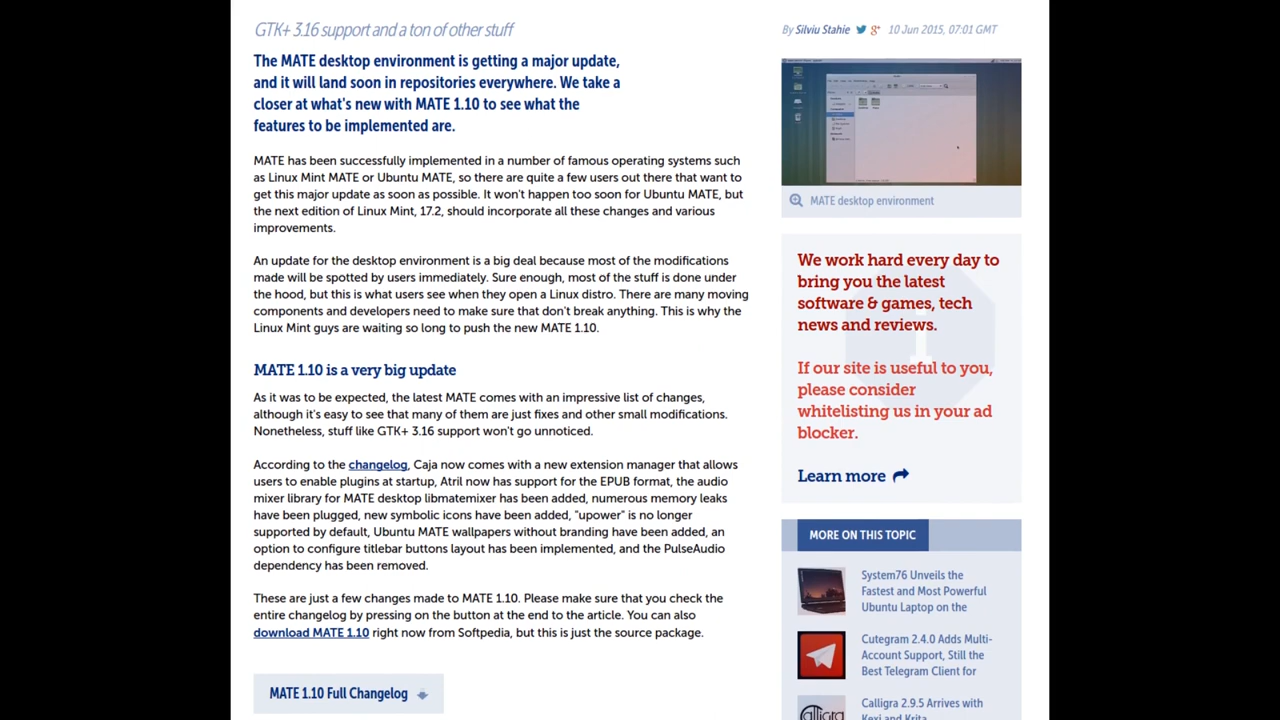 GTK+ 3.16 support and a ton of other stuff
The MATE desktop environment is getting a major update,
and it will land soon in repositories everywhere. We take a
closer at what's new with MATE 1.10 to see what the
features to be implemented are.
MATE has been successfully implemented in a number of famous operating systems such
as Linux Mint MATE or Ubuntu MATE, so there are quite a few users out there that want to
get this major update as soon as possible. It won't happen too soon for Ubuntu MATE, but
the next edition of Linux Mint, 17.2, should incorporate all these changes and various
improvements.
An update for the desktop environment is a big deal because most of the modifications
made will be spotted by users immediately. Sure enough, most of the stuff is done under
the hood, but this is what users see when they open a Linux distro. There are many moving
components and developers need to make sure that don't break anything. This is why the
Linux Mint guys are waiting so long to push the new MATE 1.10.
MATE 1.10 is a very big update
As it was to be expected, the latest MATE comes with an impressive list of changes,
although it's easy to see that many of them are just fixes and other small modifications.
Nonetheless, stuff like GTK+ 3.16 support won't go unnoticed.
According to the changelog, Caja now comes with a new extension manager that allows
users to enable plugins at startup, Atril now has support for the EPUB format, the audio
mixer library for MATE desktop libmatemixer has been added, numerous memory leaks
have been plugged, new symbolic icons have been added, "upower" is no longer
supported by default, Ubuntu MATE wallpapers without branding have been added, an
option to configure titlebar buttons layout has been implemented, and the PulseAudio
dependency has been removed.
These are just a few changes made to MATE 1.10. Please make sure that you check the
entire changelog by pressing on the button at the end to the article. You can also
download MATE 1.10 right now from Softpedia, but this is just the source package.
MATE 1.10 Full Changelog
By Silviu Stahie g+ 10 Jun 2015, 07:01 GMT
MATE desktop environment
We work hard every day to
bring you the latest
software & games, tech
news and reviews.
If our site is useful to you,
please consider
whitelisting us in your ad
blocker.
Learn more
MORE ON THIS TOPIC
System76 Unveils the
Fastest and Most Powerful
Ubuntu Laptop on the
Cutegram 2.4.0 Adds Multi-
Account Support, Still the
Best Telegram Client for
Calligra 2.9.5 Arrives with
Kexi and Krita